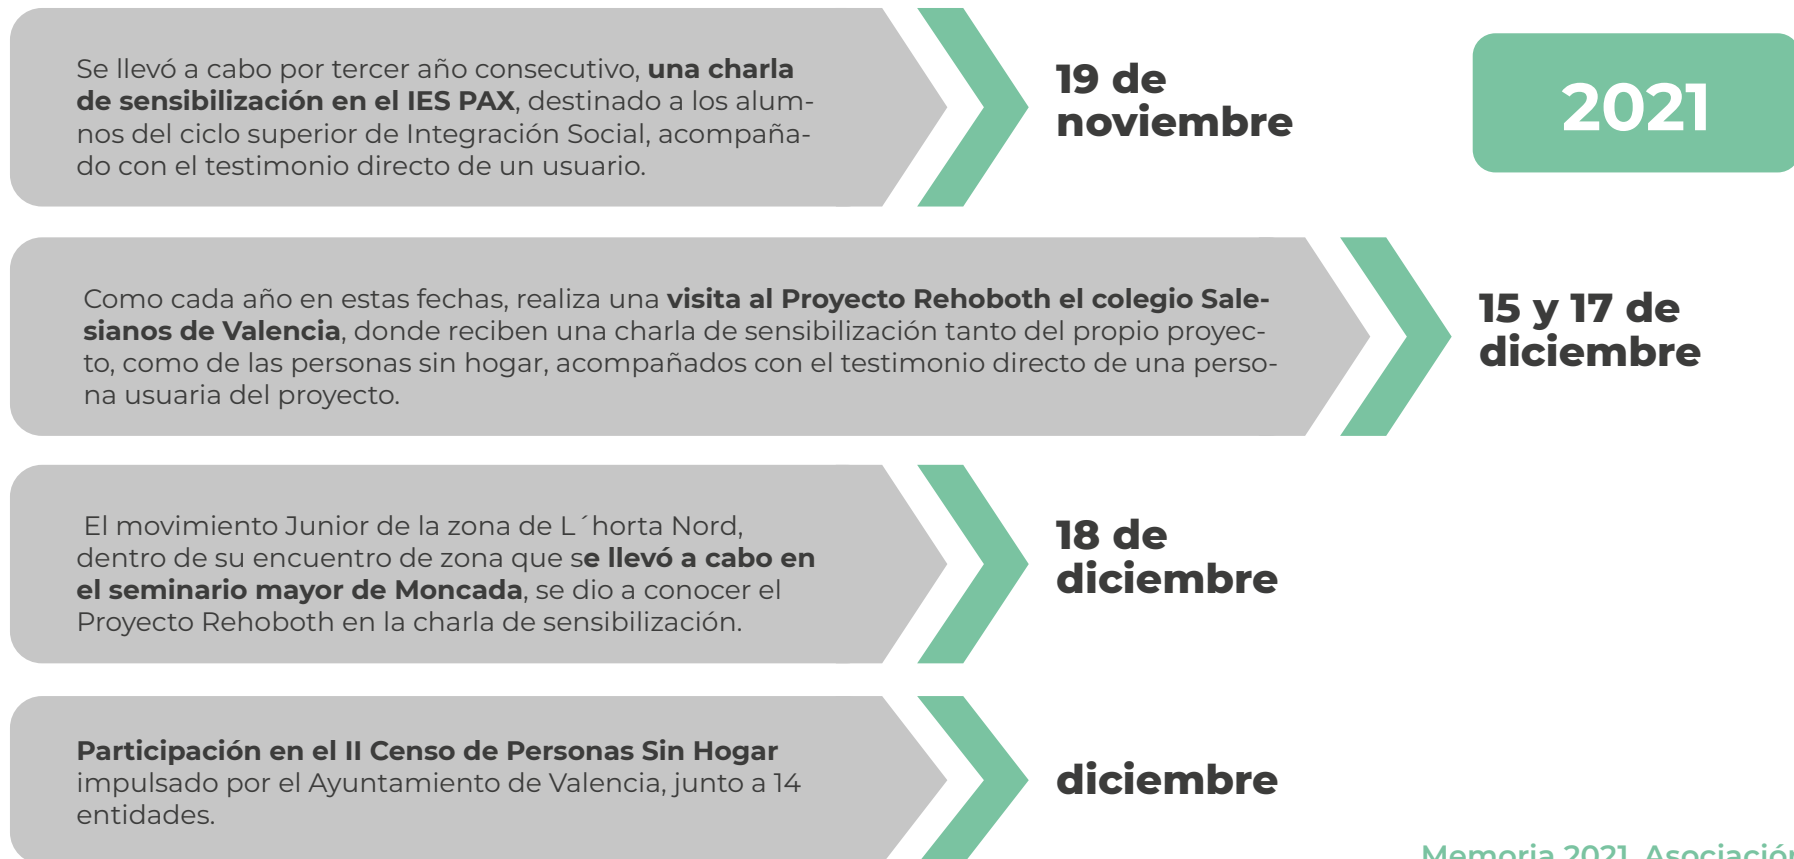 Se llevó a cabo por tercer año consecutivo, una charla
de sensibilización en el IES PAX, destinado a los alum-
nos del ciclo superior de Integración Social, acompaña-
do con el testimonio directo de un usuario.
19 de
noviembre
2021
Como cada año en estas fechas, realiza una visita al Proyecto Rehoboth el colegio Sale-
sianos de Valencia, donde reciben una charla de sensibilización tanto del propio proyec-
to, como de las personas sin hogar, acompañados con el testimonio directo de una perso-
na usuaria del proyecto.
15 y 17 de
diciembre
El movimiento Junior de la zona de L´horta Nord,
dentro de su encuentro de zona que se llevó a cabo en
el seminario mayor de Moncada, se dio a conocer el
Proyecto Rehoboth en la charla de sensibilización.
18 de
diciembre
Participación en el II Censo de Personas Sin Hogar
impulsado por el Ayuntamiento de Valencia, junto a 14
entidades.
diciembre
Memoria 2021. Asociación